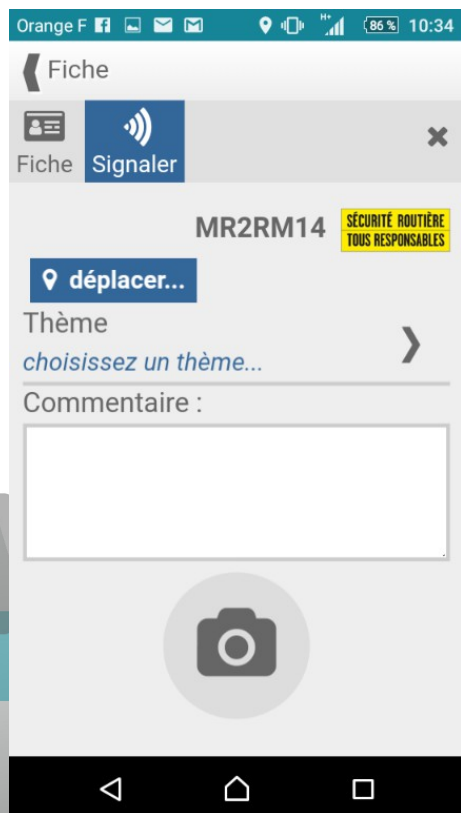 Orange F 86 % 10:34
Fiche
Fiche Signaler
MR2RM14 SÉCURITÉ ROUTIÈRE
TOUS RESPONSABLES
déplacer...
Thème
choisissez un thème...
Commentaire :